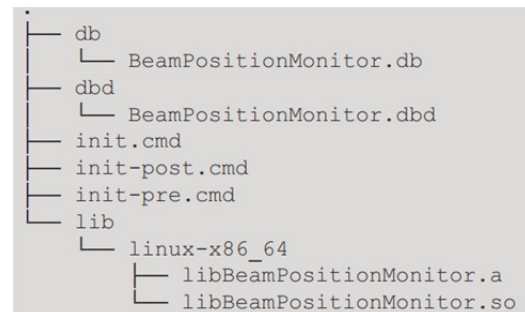 .
├── db
│   └── BeamPositionMonitor.db
├── dbd
│   └── BeamPositionMonitor.dbd
├── init.cmd
├── init-post.cmd
├── init-pre.cmd
└── lib
    └── linux-x86_64
        ├── libBeamPositionMonitor.a
        └── libBeamPositionMonitor.so